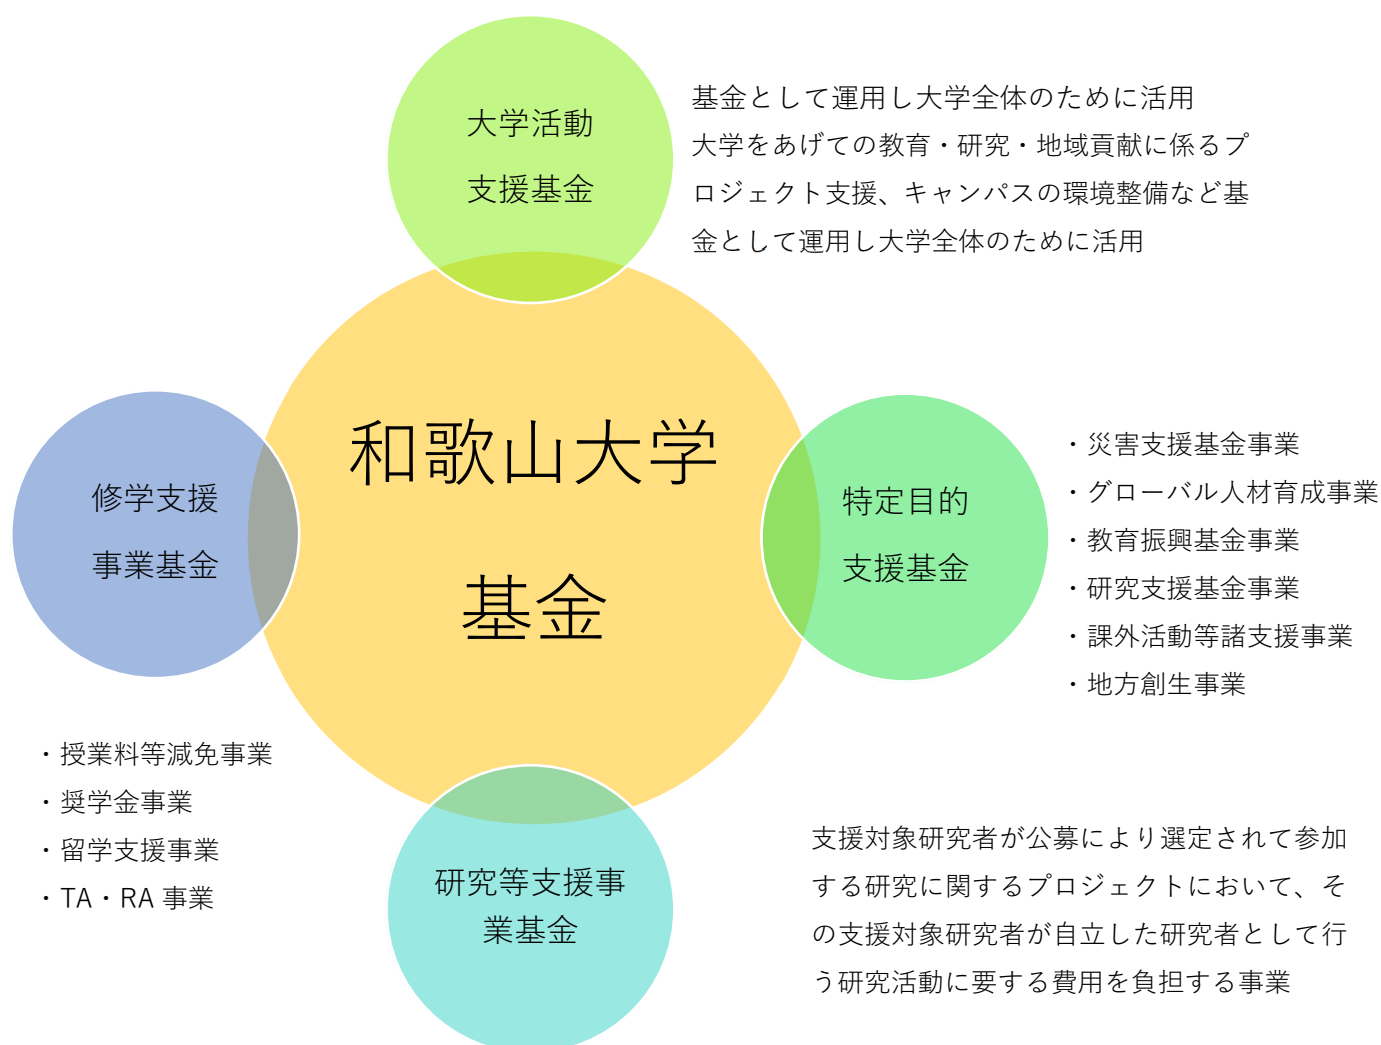 大学活動
支援基金
基金として運用し大学全体のために活用
大学をあげての教育・研究・地域貢献に係るプ
ロジェクト支援、キャンパスの環境整備など基
金として運用し大学全体のために活用
和歌山大学
基金
修学支援
事業基金
特定目的
支援基金
・災害支援基金事業
・グローバル人材育成事業
・教育振興基金事業
・研究支援基金事業
・課外活動等諸支援事業
・地方創生事業
・授業料等減免事業
・奨学金事業
・留学支援事業
・TA・RA 事業
研究等支援事
業基金
支援対象研究者が公募により選定されて参加
する研究に関するプロジェクトにおいて、そ
の支援対象研究者が自立した研究者として行
う研究活動に要する費用を負担する事業